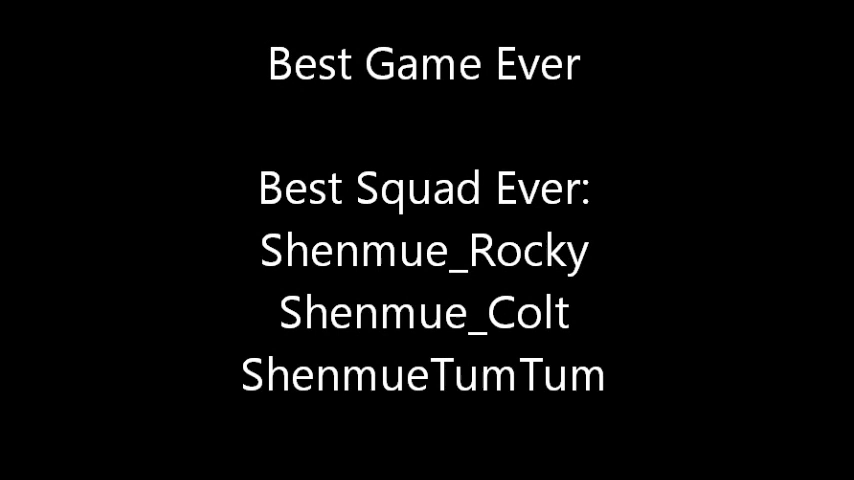 Best Game Ever
Best Squad Ever:
Shenmue_Rocky
Shenmue_Colt
ShenmueTumTum